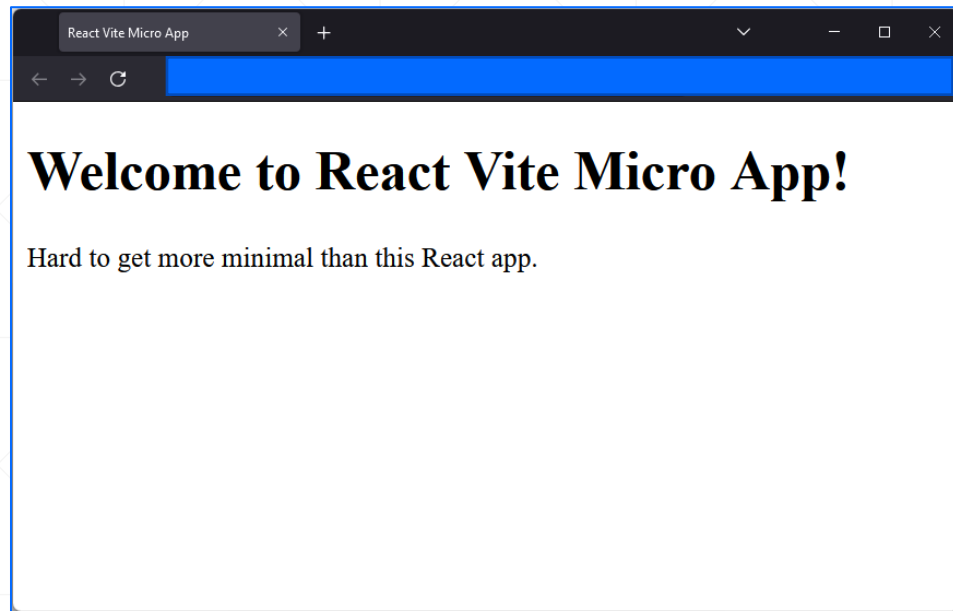 React Vite Micro App
Welcome to React Vite Micro App!
Hard to get more minimal than this React app.